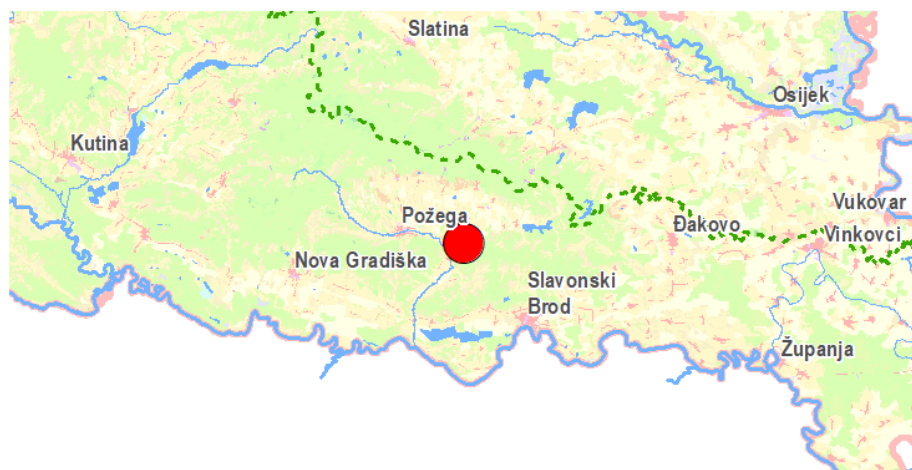 Slatina
Osijek
Kutina
Vukovar
Požega
Đakovo
Vinkovci
Nova Gradiška
Slavonski
Brod
Županja